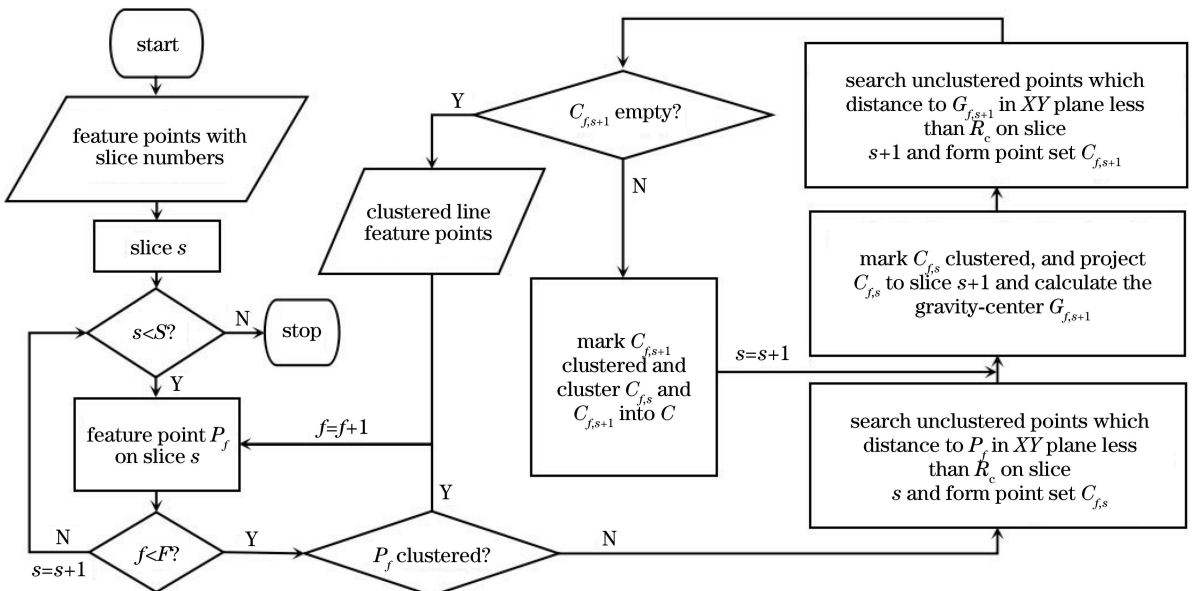 start
feature points with
slice numbers
slice s
s<S?
N
stop
Y
feature point P_f
on slice s
f=f+1
f<F?
N
s=s+1
Y
P_f clustered?
Y
N
clustered line
feature points
Y
C_{f,s+1} empty?
N
mark C_{f,s+1}
clustered and
cluster C_{f,s} and
C_{f,s+1} into C
s=s+1
search unclustered points which
distance to G_{f,s+1} in XY plane less
than R_c on slice
s+1 and form point set C_{f,s+1}
mark C_{f,s} clustered, and project
C_{f,s} to slice s+1 and calculate the
gravity-center G_{f,s+1}
search unclustered points which
distance to P_f in XY plane less
than R_c on slice
s and form point set C_{f,s}